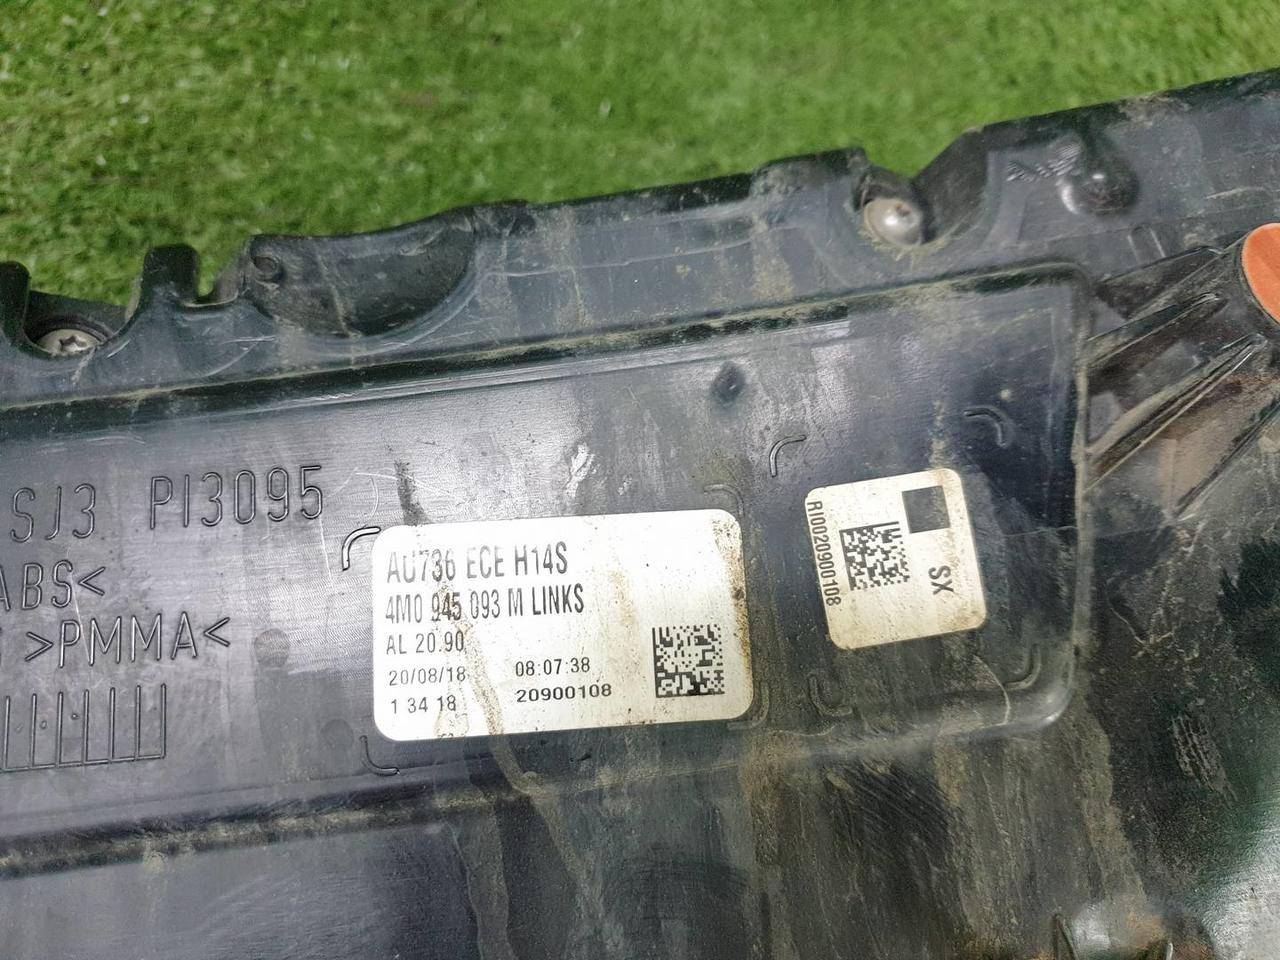 SJ3 PI3095
ABS<
>PMMA<
AU736 ECE H14S
4M0 945 093 M LINKS
AL 20.90
20/08/18 08:07:38
1 34 18 20900108
RI0020900108
SX